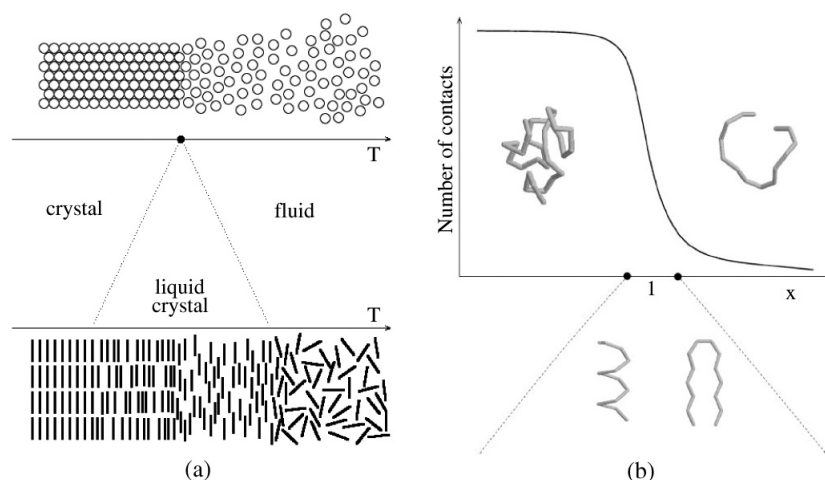 T
crystal
fluid
liquid
crystal
T
(a)
Number of contacts
1
x
(b)